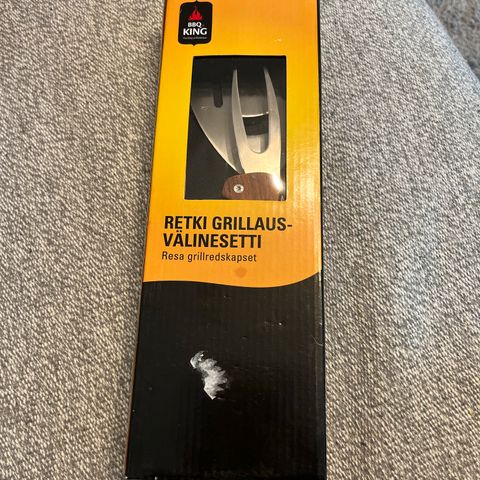 BBQ
KING
RETKI GRILLAUS-
VÄLINESETTI
Resa grillredskapset